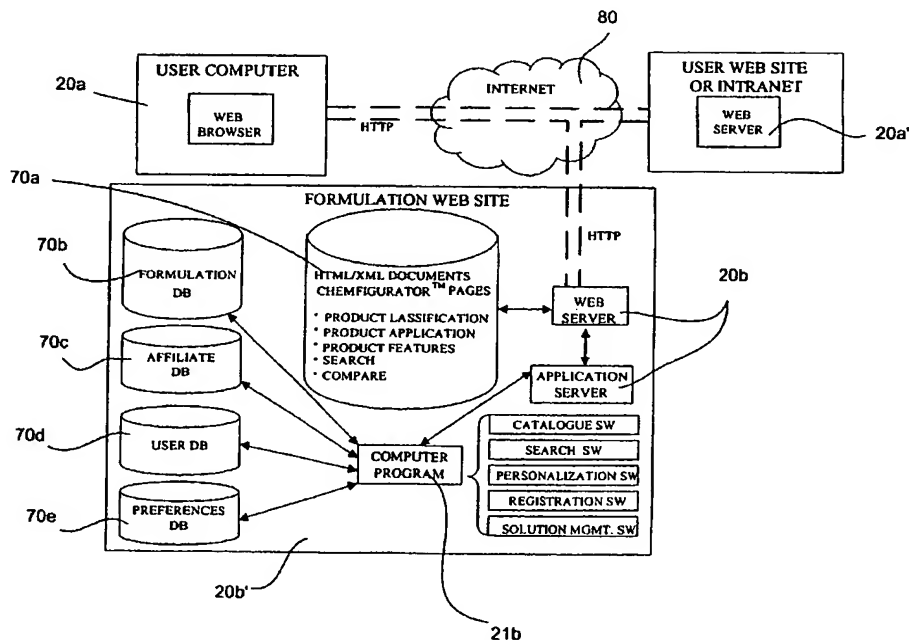 80
USER COMPUTER
WEB
BROWSER
20a
INTERNET
HTTP
USER WEB SITE
OR INTRANET
WEB
SERVER
20a'
70a
FORMULATION WEB SITE
HTTP
70b
FORMULATION
DB
HTML/XML DOCUMENTS
CHEMFIGURATOR™ PAGES
* PRODUCT LASSIFICATION
* PRODUCT APPLICATION
* PRODUCT FEATURES
* SEARCH
* COMPARE
WEB
SERVER
20b
70c
AFFILIATE
DB
APPLICATION
SERVER
70d
USER DB
COMPUTER
PROGRAM
CATALOGUE SW
SEARCH SW
PERSONALIZATION SW
REGISTRATION SW
SOLUTION MGMT. SW
70e
PREFERENCES
DB
20b'
21b